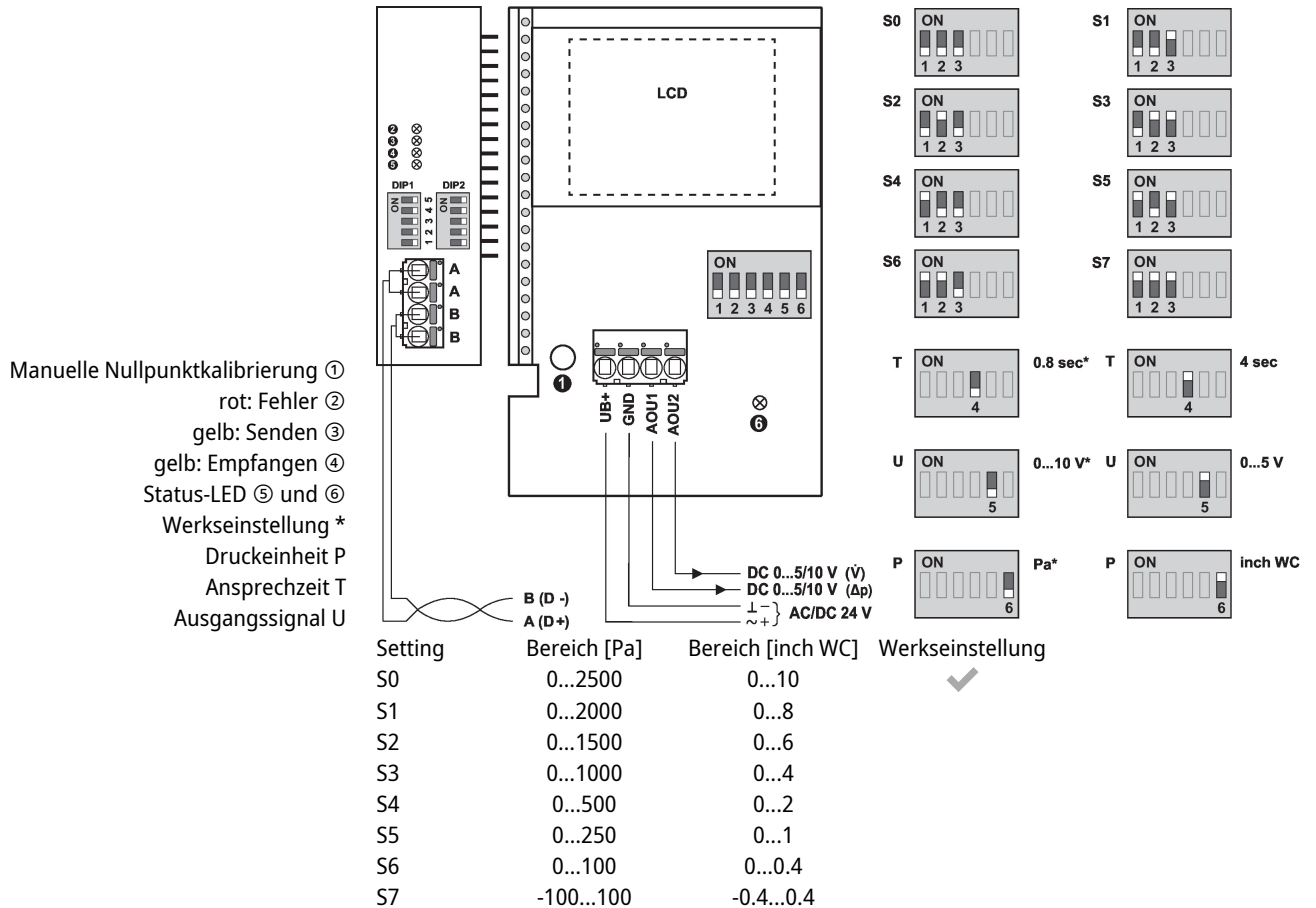 S0 ON 1 2 3
S1 ON 1 2 3
LCD
S2 ON 1 2 3
S3 ON 1 2 3
❷
❸
❹
❺
DIP1 DIP2
ON 1 2 3 4 5 ON
S4 ON 1 2 3
S5 ON 1 2 3
A
A
B
B
ON
1 2 3 4 5 6
S6 ON 1 2 3
S7 ON 1 2 3
Manuelle Nullpunktkalibrierung ①
rot: Fehler ②
gelb: Senden ③
gelb: Empfangen ④
Status-LED ⑤ und ⑥
Werkseinstellung *
Druckeinheit P
Ansprechzeit T
Ausgangssignal U
❶
UB+ GND AOU1 AOU2
❻
T ON 4 0.8 sec*
T ON 4 4 sec
U ON 5 0...10 V*
U ON 5 0...5 V
P ON 6 Pa*
P ON 6 inch WC
DC 0...5/10 V (V̇)
DC 0...5/10 V (Δp)
⊥ −
~ + } AC/DC 24 V
B (D -)
A (D+)
Setting Bereich [Pa] Bereich [inch WC] Werkseinstellung
S0 0...2500 0...10 ✔
S1 0...2000 0...8
S2 0...1500 0...6
S3 0...1000 0...4
S4 0...500 0...2
S5 0...250 0...1
S6 0...100 0...0.4
S7 -100...100 -0.4...0.4